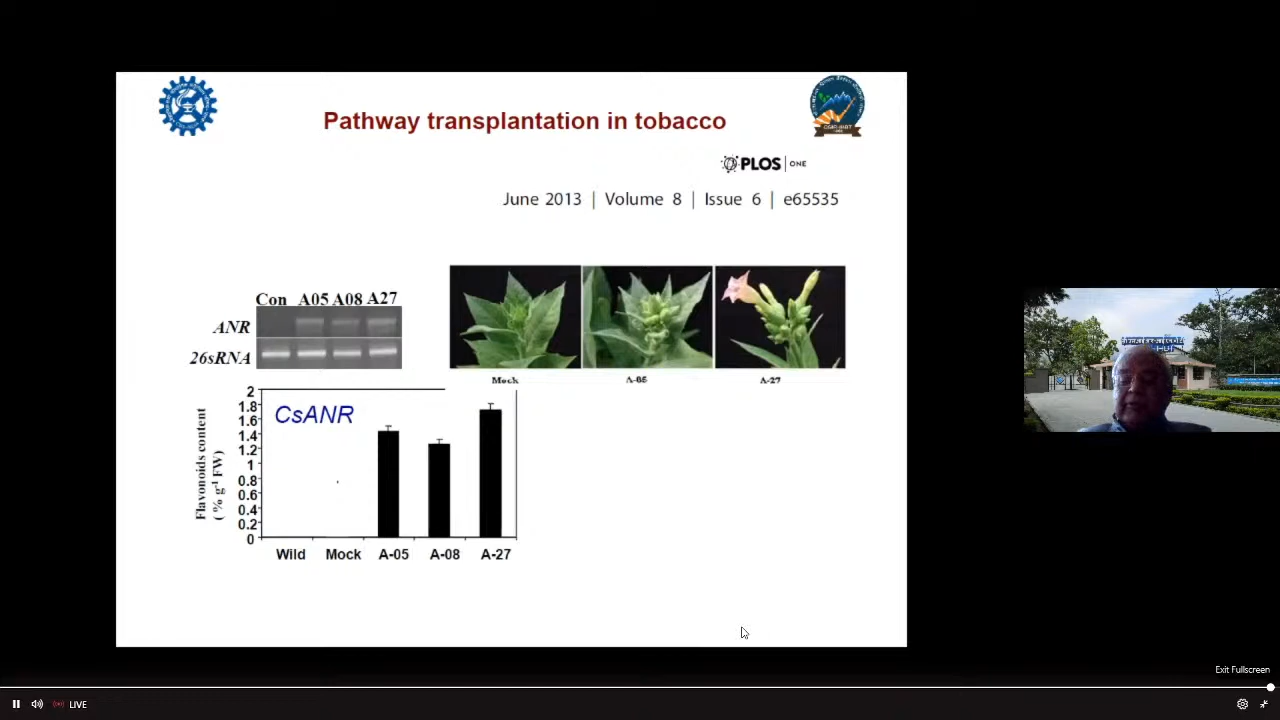 Pathway transplantation in tobacco
PLOS | ONE
June 2013 | Volume 8 | Issue 6 | e65535
Con A05 A08 A27
ANR
26sRNA
Mock
A-05
A-27
CsANR
Flavonoids content
( % g-1 FW)
2
1.8
1.6
1.4
1.2
1
0.8
0.6
0.4
0.2
0
Wild Mock A-05 A-08 A-27
Exit Fullscreen
LIVE